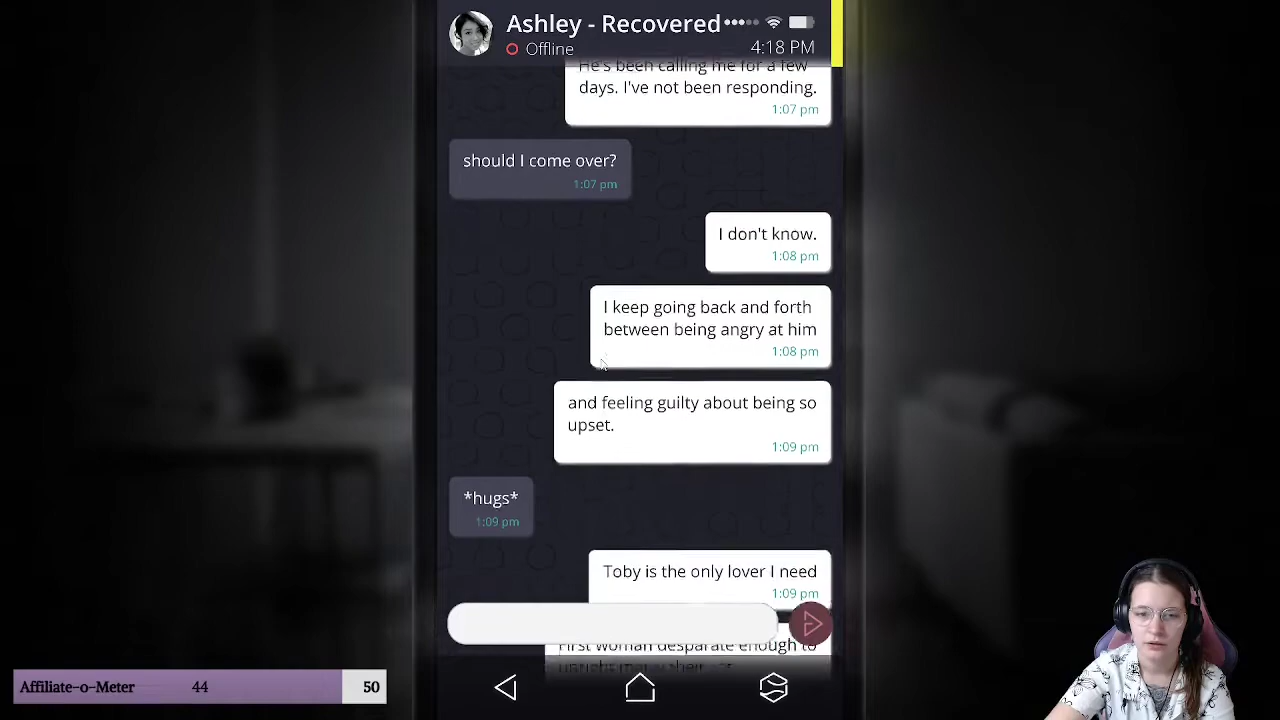 Ashley - Recovered
Offline
4:18 PM
He's been calling me for a few
days. I've not been responding.
1:07 pm
should I come over?
1:07 pm
I don't know.
1:08 pm
I keep going back and forth
between being angry at him
1:08 pm
and feeling guilty about being so
upset.
1:09 pm
*hugs*
1:09 pm
Toby is the only lover I need
1:09 pm
First woman desparate enough to
Affiliate-o-Meter 44 50